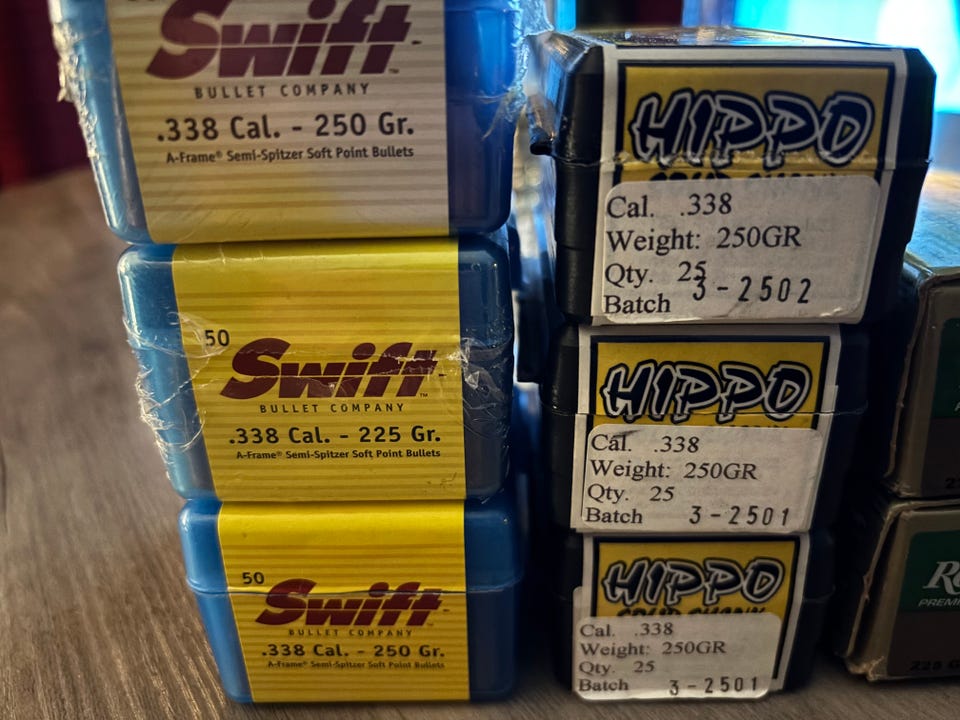 Swift™
BULLET COMPANY
.338 Cal. - 250 Gr.
A-Frame® Semi-Spitzer Soft Point Bullets
50
Swift™
BULLET COMPANY
.338 Cal. - 225 Gr.
A-Frame® Semi-Spitzer Soft Point Bullets
50
Swift™
BULLET COMPANY
.338 Cal. - 250 Gr.
A-Frame® Semi-Spitzer Soft Point Bullets
HIPPO
Cal. .338
Weight: 250GR
Qty. 25
Batch 3-2502
HIPPO
Cal. .338
Weight: 250GR
Qty. 25
Batch 3-2501
HIPPO
Cal. .338
Weight: 250GR
Qty. 25
Batch 3-2501